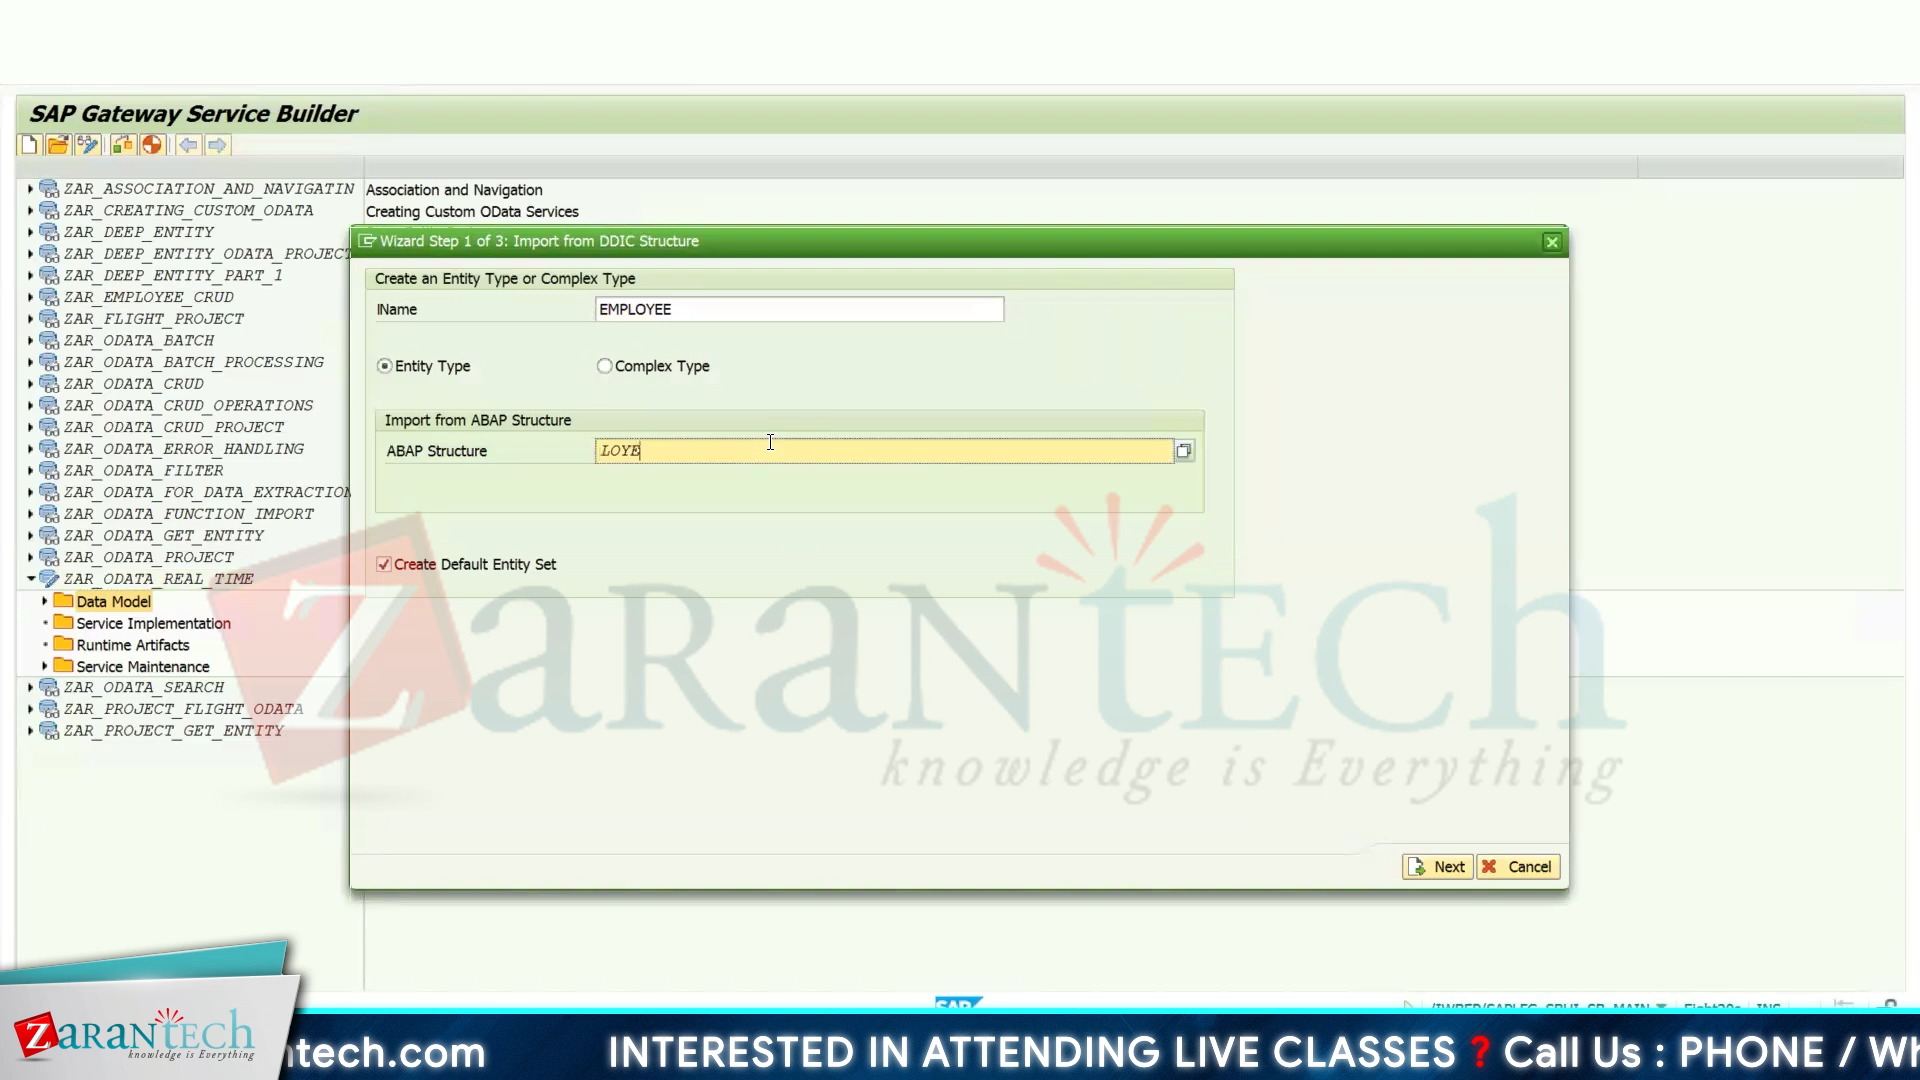 SAP Gateway Service Builder
ZAR_ASSOCIATION_AND_NAVIGATIN Association and Navigation
ZAR_CREATING_CUSTOM_ODATA Creating Custom OData Services
ZAR_DEEP_ENTITY
ZAR_DEEP_ENTITY_ODATA_PROJECT
ZAR_DEEP_ENTITY_PART_1
ZAR_EMPLOYEE_CRUD
ZAR_FLIGHT_PROJECT
ZAR_ODATA_BATCH
ZAR_ODATA_BATCH_PROCESSING
ZAR_ODATA_CRUD
ZAR_ODATA_CRUD_OPERATIONS
ZAR_ODATA_CRUD_PROJECT
ZAR_ODATA_ERROR_HANDLING
ZAR_ODATA_FILTER
ZAR_ODATA_FOR_DATA_EXTRACTION
ZAR_ODATA_FUNCTION_IMPORT
ZAR_ODATA_GET_ENTITY
ZAR_ODATA_PROJECT
ZAR_ODATA_REAL_TIME
Data Model
Service Implementation
Runtime Artifacts
Service Maintenance
ZAR_ODATA_SEARCH
ZAR_PROJECT_FLIGHT_ODATA
ZAR_PROJECT_GET_ENTITY
Wizard Step 1 of 3: Import from DDIC Structure
Create an Entity Type or Complex Type
Name EMPLOYEE
Entity Type Complex Type
Import from ABAP Structure
ABAP Structure LOYE
Create Default Entity Set
Next Cancel
ZaraNtech
knowledge is Everything
SAP
ZaraNtech
knowledge is Everything
ntech.com INTERESTED IN ATTENDING LIVE CLASSES ❓ Call Us : PHONE / Wh